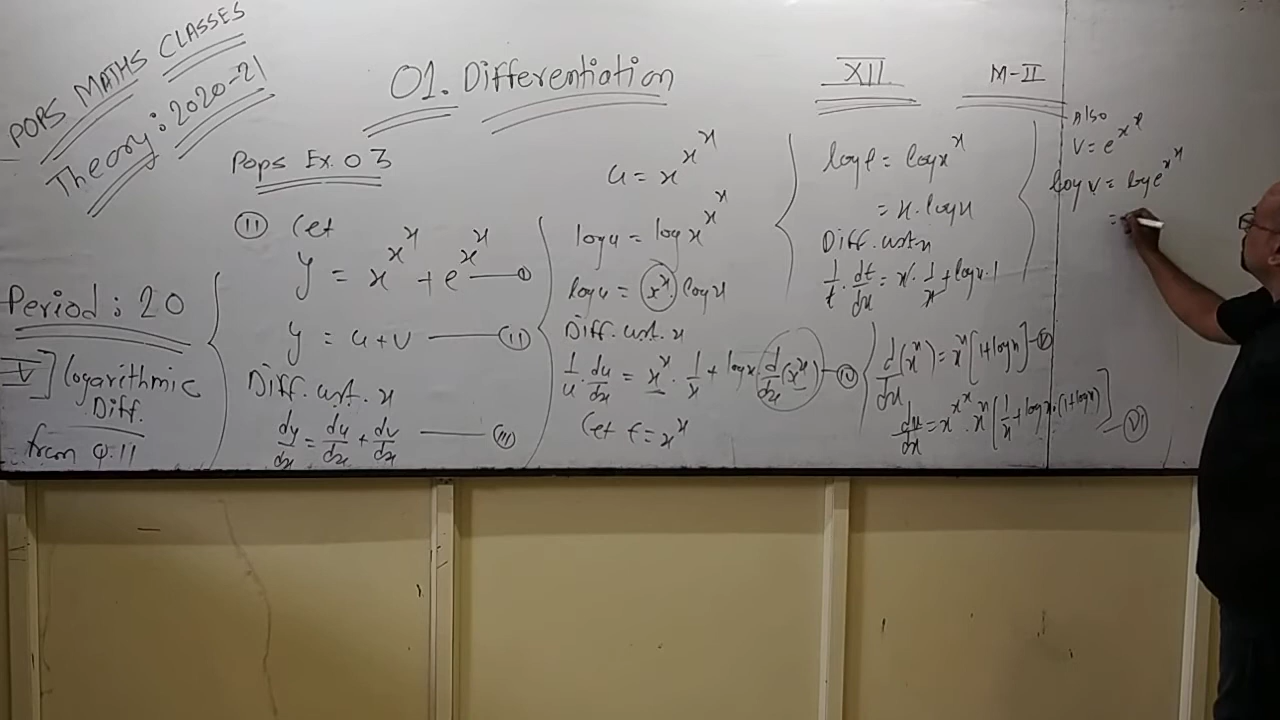 POPS MATHS CLASSES
Theory: 2020-21
01. Differentiation
XII
M-II
Period: 20
V] Logarithmic
Diff.
from Q.11
Pops Ex. 03
(11) Let
y = x^{x^x} + e^{x^x} — (I)
y = u+v — (II)
Diff. w.r.t. x
dy/dx = du/dx + dv/dx — (III)
u = x^{x^x}
log u = log x^{x^x}
log u = (x^x) . log x
Diff. w.r.t. x
1/u . du/dx = x^x . 1/x + log x . d/dx (x^x) — (IV)
Let t = x^x
log t = log x^x
= x . log x
Diff. w.r.t x
1/t . dt/dx = x . 1/x + log x . 1
d/dx (x^x) = x^x [1+log x] — (V)
du/dx = x^{x^x} . x^x [1/x + log x . (1+log x)] — (VI)
Also
v = e^{x^x}
log v = log e^{x^x}
=